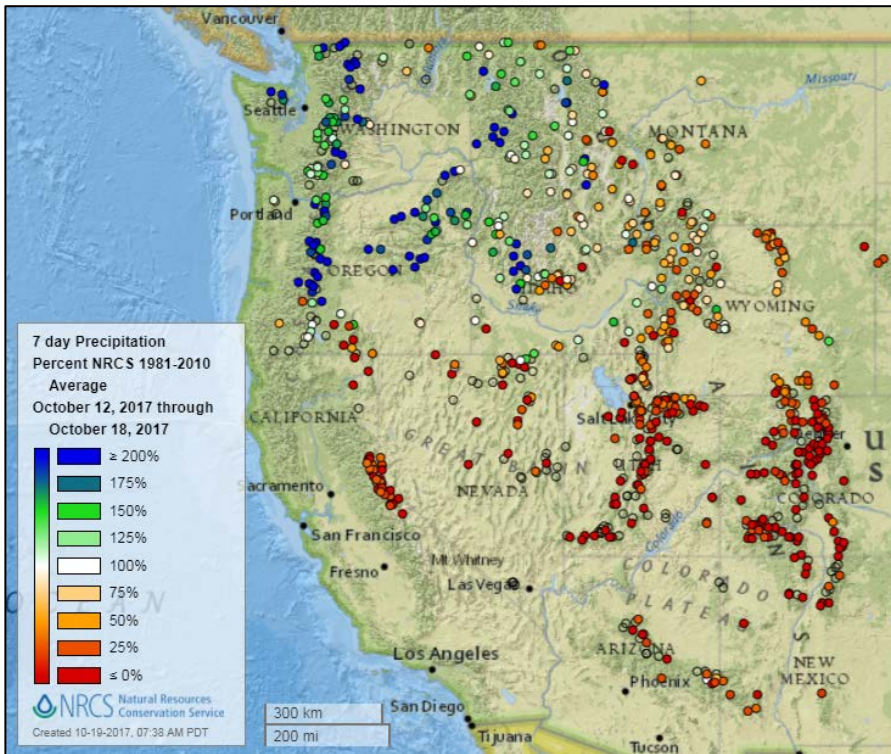 Vancouver
Missouri
Seattle
WASHINGTON
MONTANA
Portland
OREGON
IDAHO
Snake
WYOMING
7 day Precipitation
Percent NRCS 1981-2010
Average
October 12, 2017 through
October 18, 2017
≥ 200%
175%
150%
125%
100%
75%
50%
25%
≤ 0%
NRCS Natural Resources
Conservation Service
Created 10-19-2017, 07:38 AM PDT
CALIFORNIA
Salt Lake City
GREAT BASIN
UTAH
NEVADA
Sacramento
COLORADO
San Francisco
Colorado
Mt Whitney
Fresno
Las Vegas
COLORADO
PLATEAU
ARIZONA
NEW
MEXICO
Los Angeles
Phoenix
San Diego
Tijuana
Tucson
300 km
200 mi